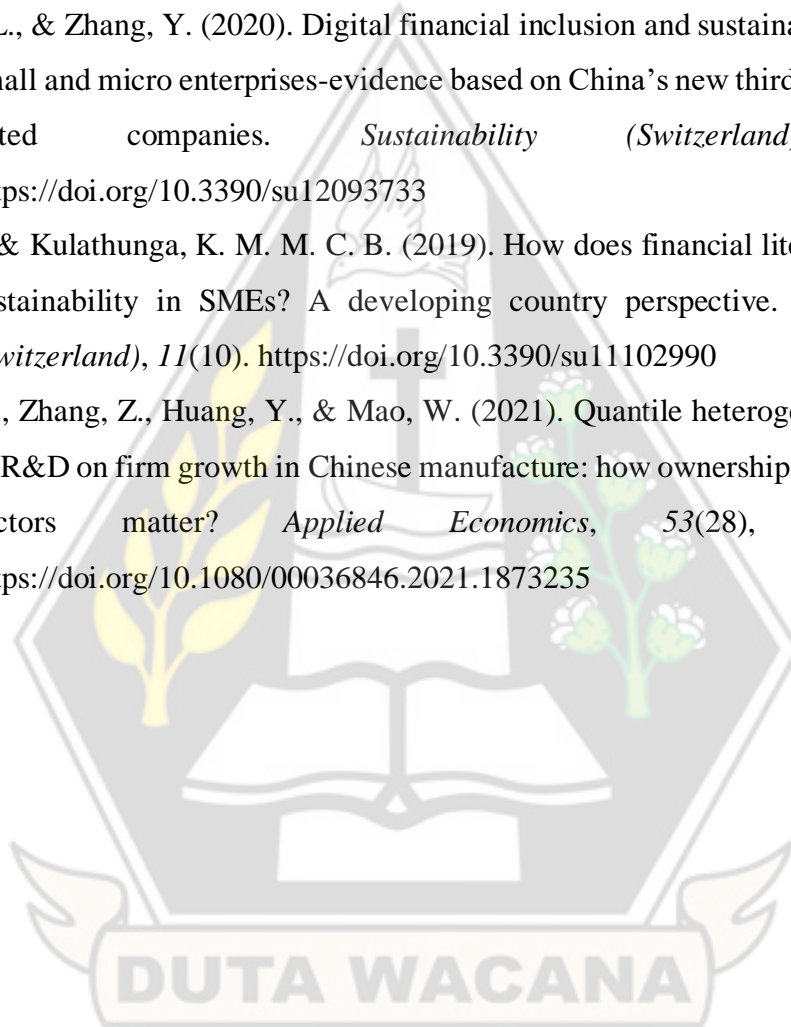 L., & Zhang, Y. (2020). Digital financial inclusion and sustaina
nall and micro enterprises-evidence based on China's new third
ted companies. Sustainability (Switzerland)
tps://doi.org/10.3390/su12093733
& Kulathunga, K. M. M. C. B. (2019). How does financial lite
stainability in SMEs? A developing country perspective.
witzerland), 11(10). https://doi.org/10.3390/su11102990
., Zhang, Z., Huang, Y., & Mao, W. (2021). Quantile heteroge
R&D on firm growth in Chinese manufacture: how ownership
ctors matter? Applied Economics, 53(28),
tps://doi.org/10.1080/00036846.2021.1873235
DUTA WACANA